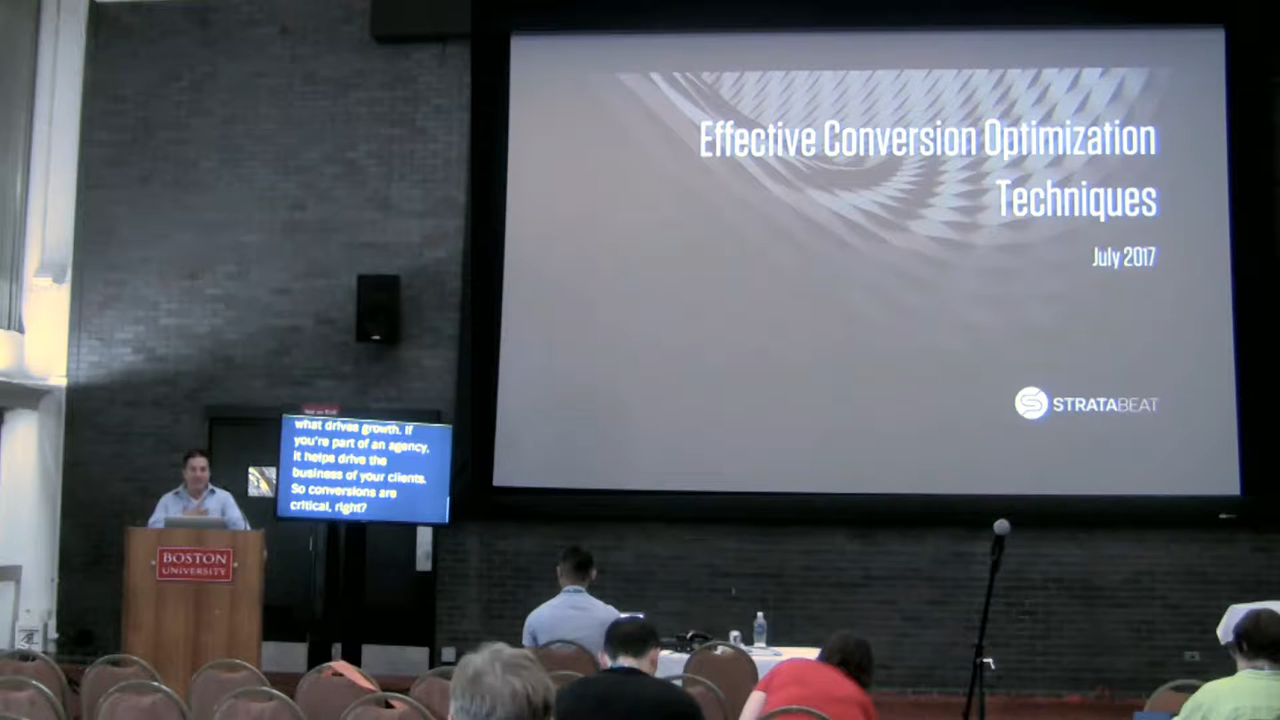 Effective Conversion Optimization
Techniques
July 2017
STRATABEAT
what drives growth. If
you're part of an agency,
it helps drive the
business of your clients.
So conversions are
critical, right?
BOSTON
UNIVERSITY